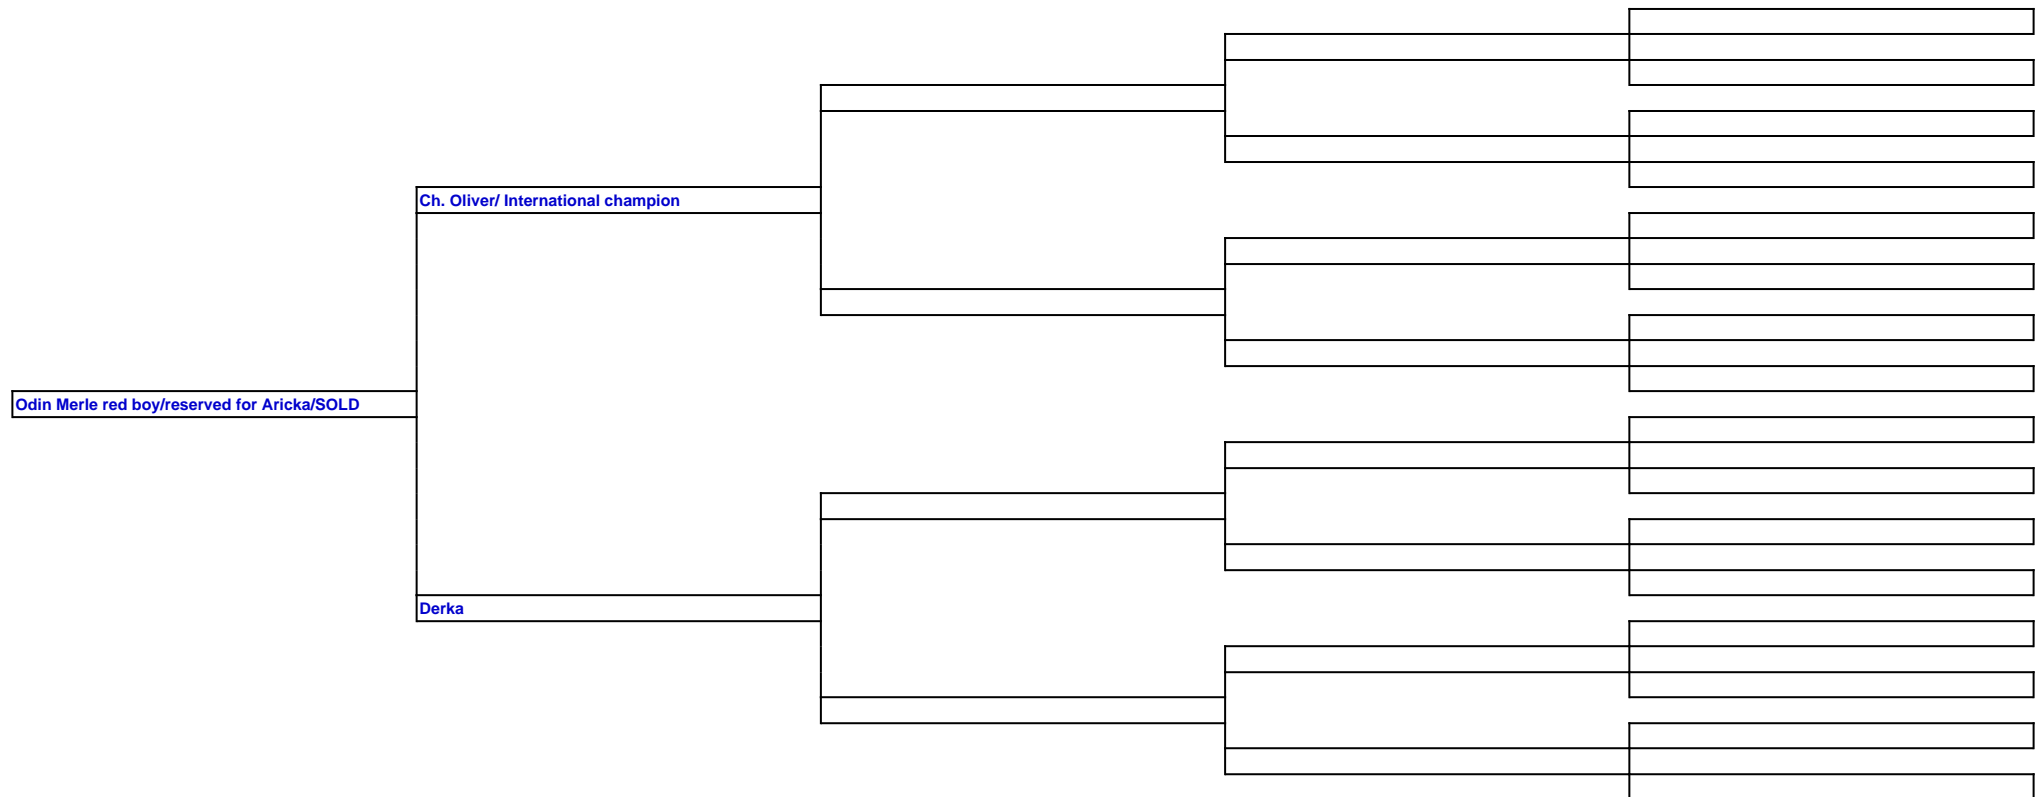 Ch. Oliver/ International champion
Odin Merle red boy/reserved for Aricka/SOLD
Derka